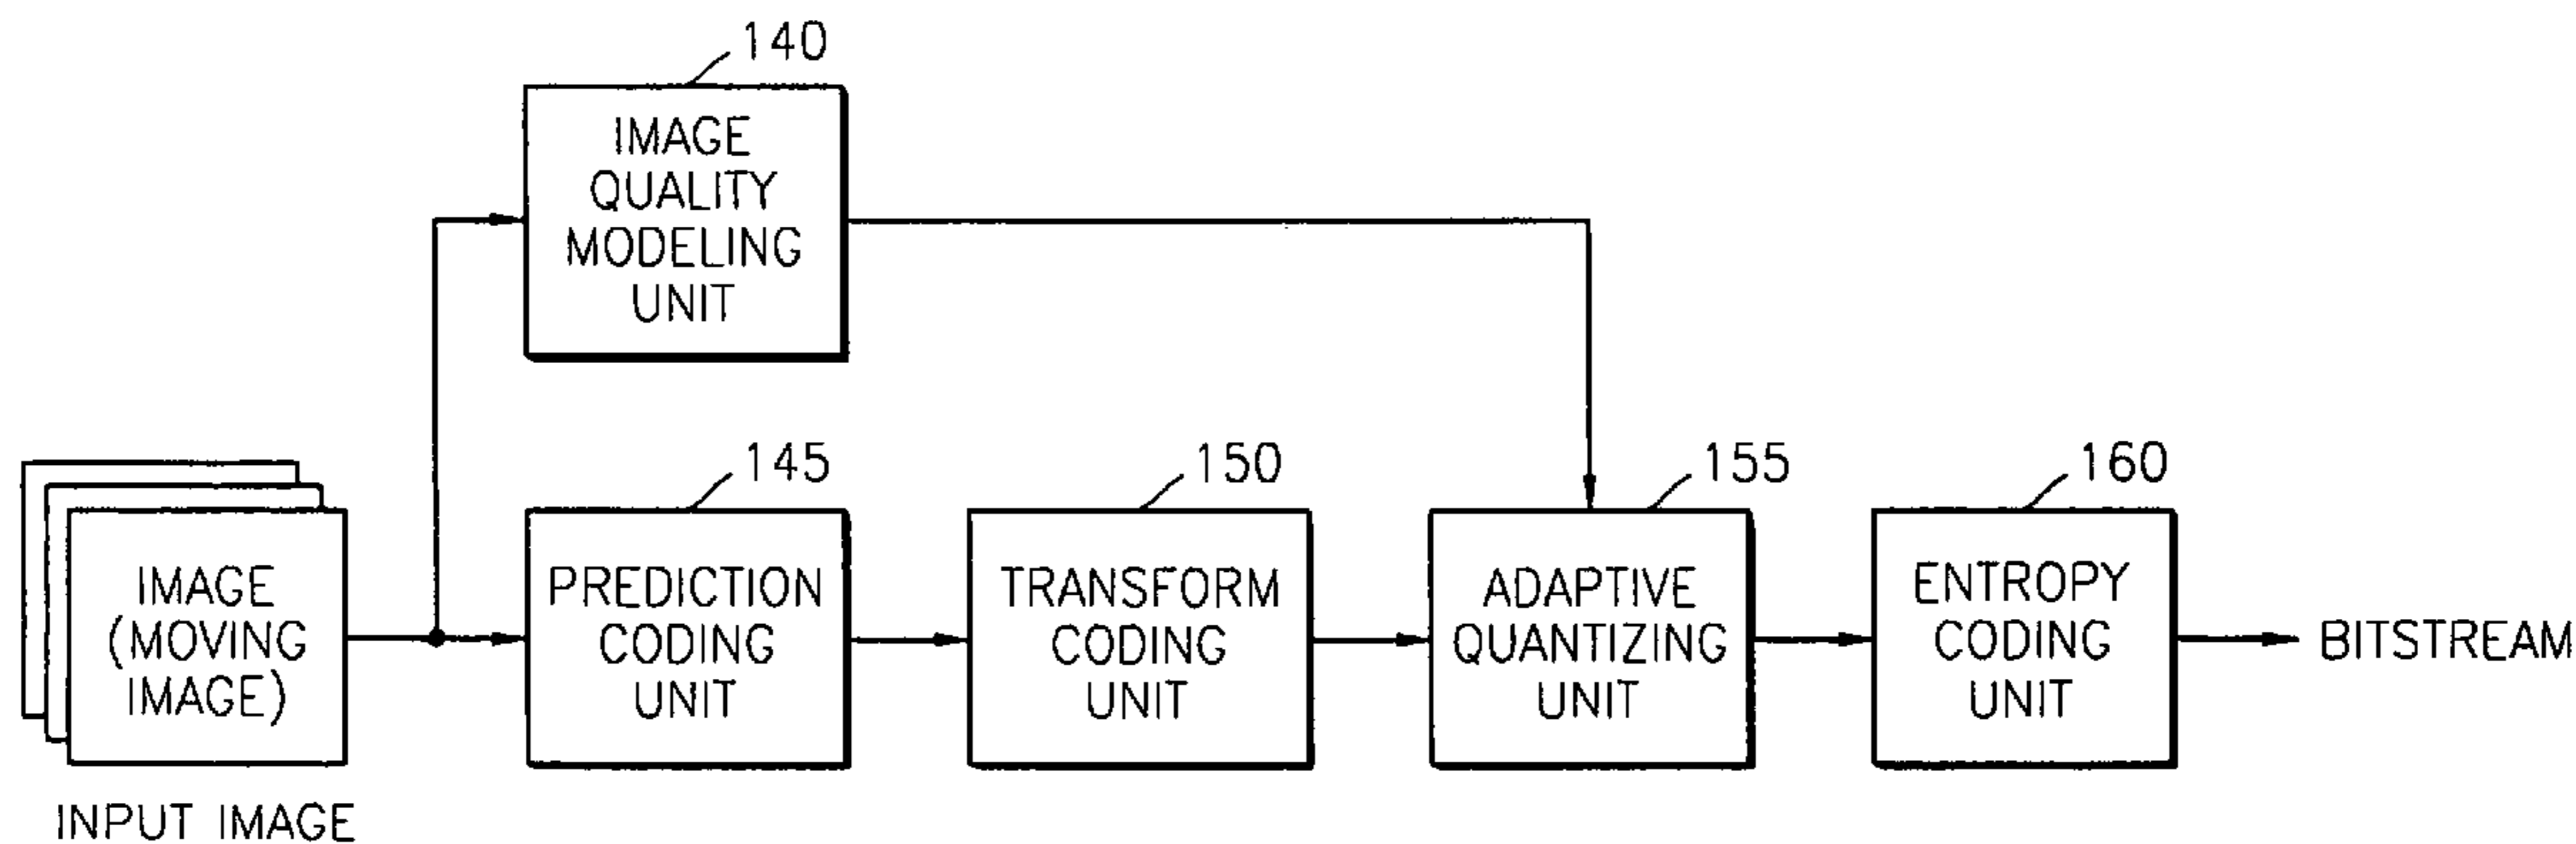 140
IMAGE
QUALITY
MODELING
UNIT
145
150
155
160
IMAGE
(MOVING
IMAGE)
PREDICTION
CODING
UNIT
TRANSFORM
CODING
UNIT
ADAPTIVE
QUANTIZING
UNIT
ENTROPY
CODING
UNIT
BITSTREAM
INPUT IMAGE